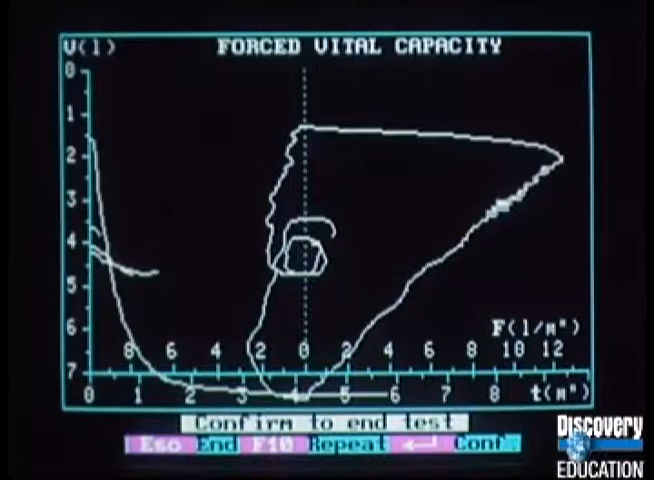 V(l) FORCED VITAL CAPACITY
0
1
2
3
4
5
6
7
F(l/m")
8 6 4 2 0 2 4 6 8 10 12
0 1 2 3 4 5 6 7 8 t(m")
Confirm to end test
Esc End F10 Repeat ←┘ Conf.
Discovery
EDUCATION